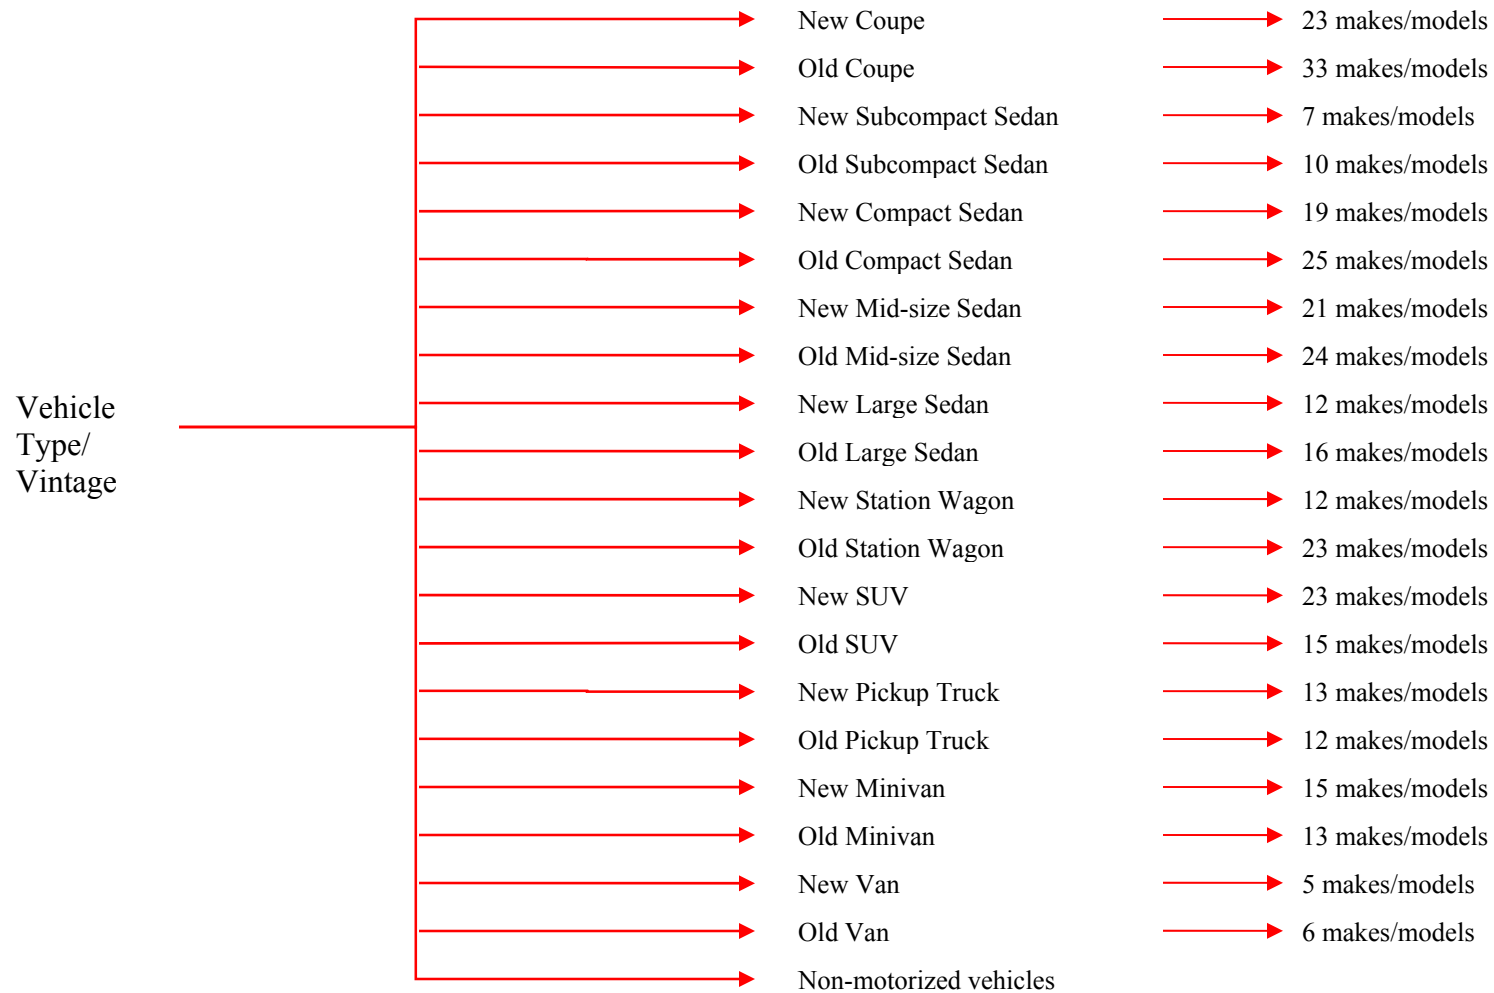 New Coupe 23 makes/models
Old Coupe 33 makes/models
New Subcompact Sedan 7 makes/models
Old Subcompact Sedan 10 makes/models
New Compact Sedan 19 makes/models
Old Compact Sedan 25 makes/models
New Mid-size Sedan 21 makes/models
Old Mid-size Sedan 24 makes/models
Vehicle
Type/
Vintage
New Large Sedan 12 makes/models
Old Large Sedan 16 makes/models
New Station Wagon 12 makes/models
Old Station Wagon 23 makes/models
New SUV 23 makes/models
Old SUV 15 makes/models
New Pickup Truck 13 makes/models
Old Pickup Truck 12 makes/models
New Minivan 15 makes/models
Old Minivan 13 makes/models
New Van 5 makes/models
Old Van 6 makes/models
Non-motorized vehicles